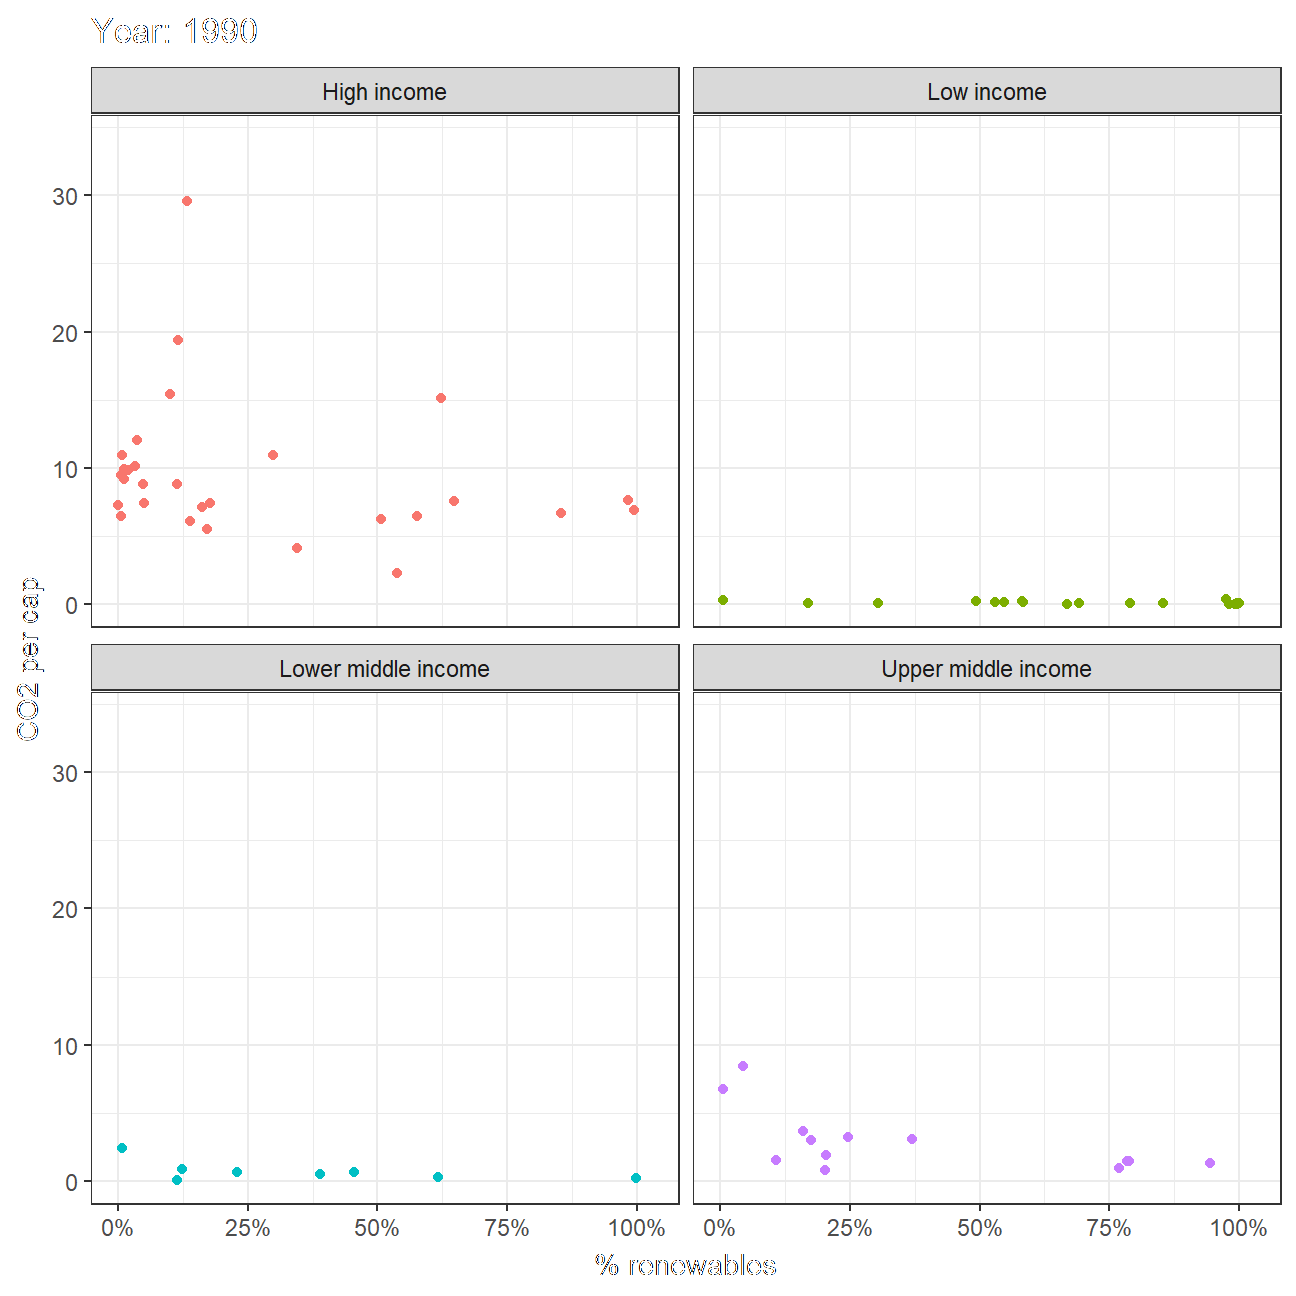 Year: 1990
High income
Low income
30
20
10
0
Lower middle income
Upper middle income
30
20
10
0
0% 25% 50% 75% 100% 0% 25% 50% 75% 100%
% renewables
CO2 per cap